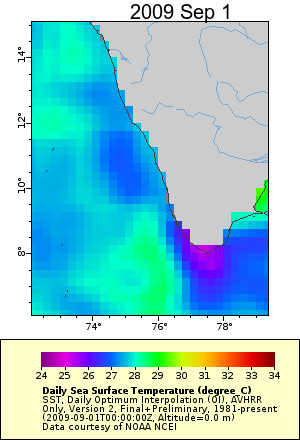 2009 Sep 1
14°
12°
10°
8°
74°
76°
78°
24 25 26 27 28 29 30 31 32 33 34
Daily Sea Surface Temperature (degree_C)
SST, Daily Optimum Interpolation (OI), AVHRR
Only, Version 2, Final+Preliminary, 1981-present
(2009-09-01T00:00:00Z, Altitude=0.0 m)
Data courtesy of NOAA NCEI